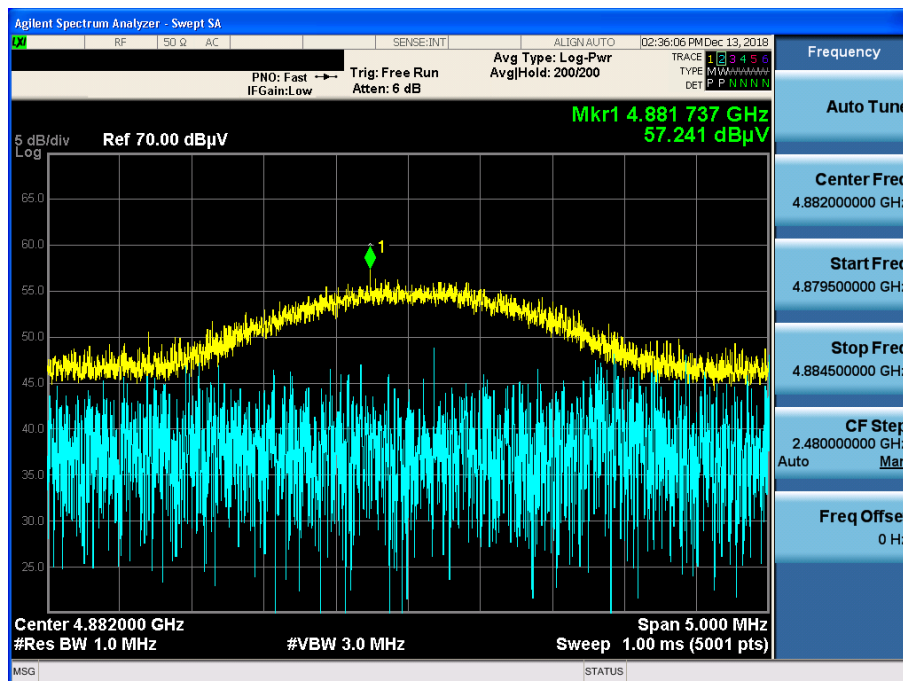 Agilent Spectrum Analyzer - Swept SA
LXI RF 50 Ω AC SENSE:INT ALIGNAUTO 02:36:06 PM Dec 13, 2018
Frequency
PNO: Fast
IFGain:Low
Trig: Free Run
Atten: 6 dB
Avg Type: Log-Pwr
Avg|Hold: 200/200
TRACE 1 2 3 4 5 6
TYPE MWWWWW
DET P P N N N N
Auto Tune
Mkr1 4.881 737 GHz
57.241 dBµV
5 dB/div Ref 70.00 dBµV
Log
Center Freq
4.882000000 GHz
65.0
60.0
1
Start Freq
4.879500000 GHz
55.0
50.0
Stop Freq
4.884500000 GHz
45.0
40.0
CF Step
2.480000000 GHz
Auto Man
35.0
30.0
Freq Offset
0 Hz
25.0
Center 4.882000 GHz Span 5.000 MHz
#Res BW 1.0 MHz #VBW 3.0 MHz Sweep 1.00 ms (5001 pts)
MSG STATUS